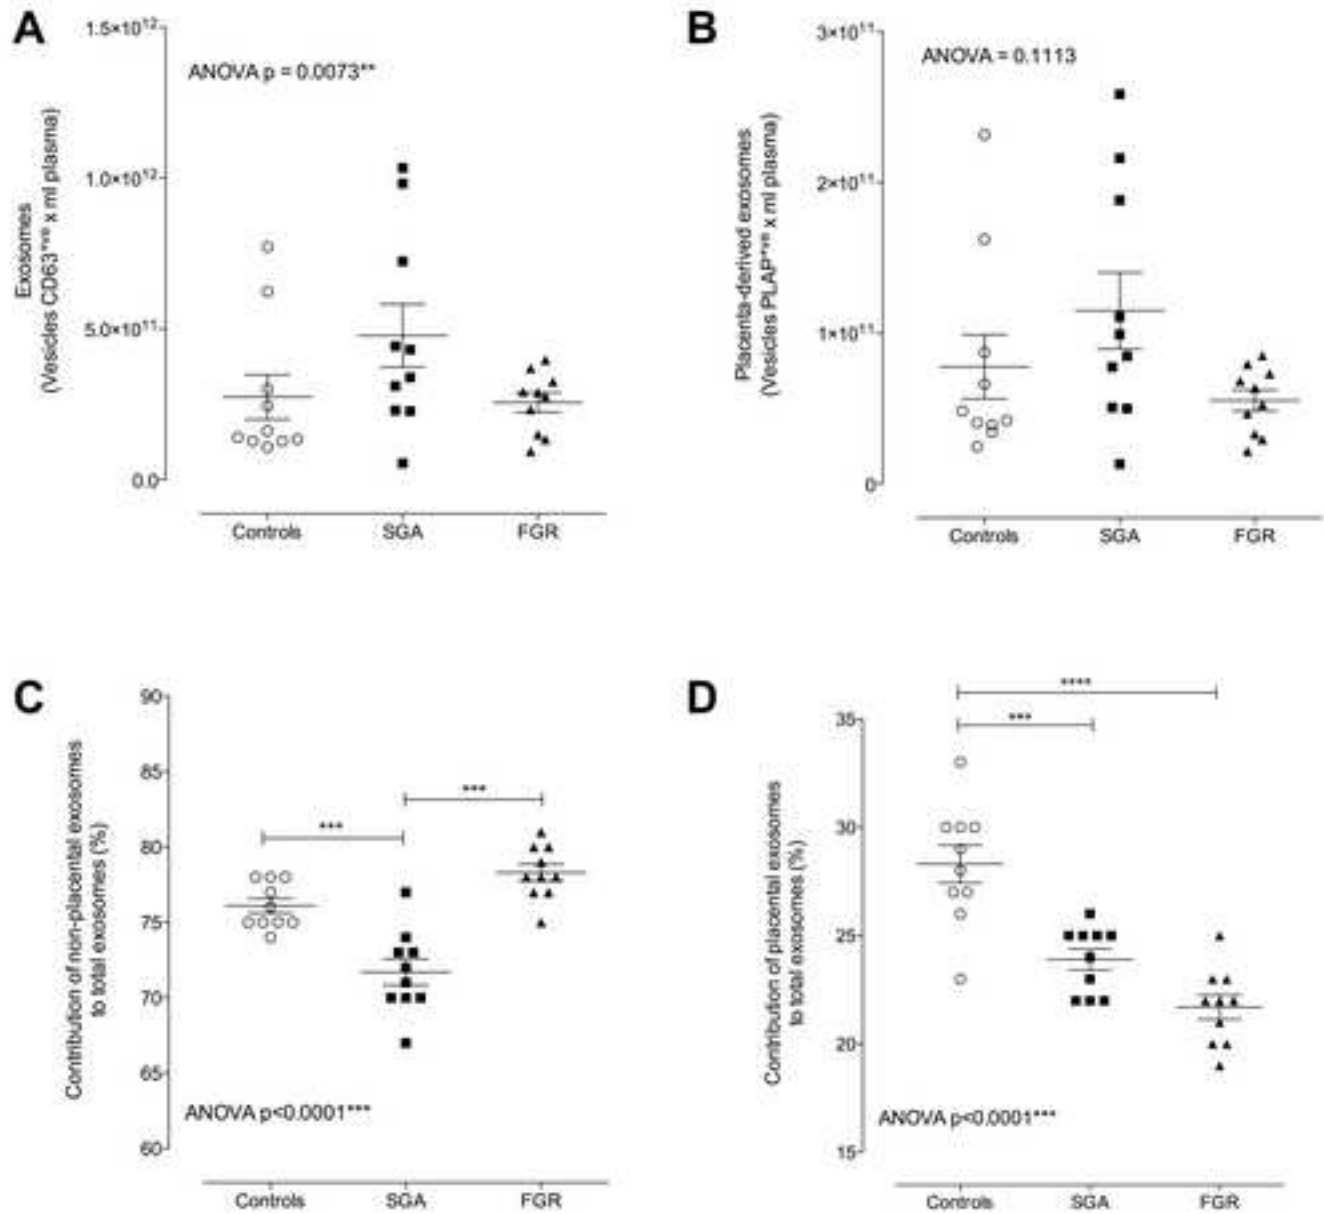 A
1.5×10¹²
1.0×10¹²
5.0×10¹¹
0.0
ANOVA p = 0.0073**
Exosomes
(Vesicles CD63⁺ᵛᵉ x ml plasma)
Controls SGA FGR
B
3×10¹¹
2×10¹¹
1×10¹¹
0
ANOVA = 0.1113
Placenta-derived exosomes
(Vesicles PLAP⁺ᵛᵉ x ml plasma)
Controls SGA FGR
C
90
85
80
75
70
65
60
*** ***
Contribution of non-placental exosomes
to total exosomes (%)
ANOVA p<0.0001***
Controls SGA FGR
D
****
***
35
30
25
20
15
Contribution of placental exosomes
to total exosomes (%)
ANOVA p<0.0001***
Controls SGA FGR